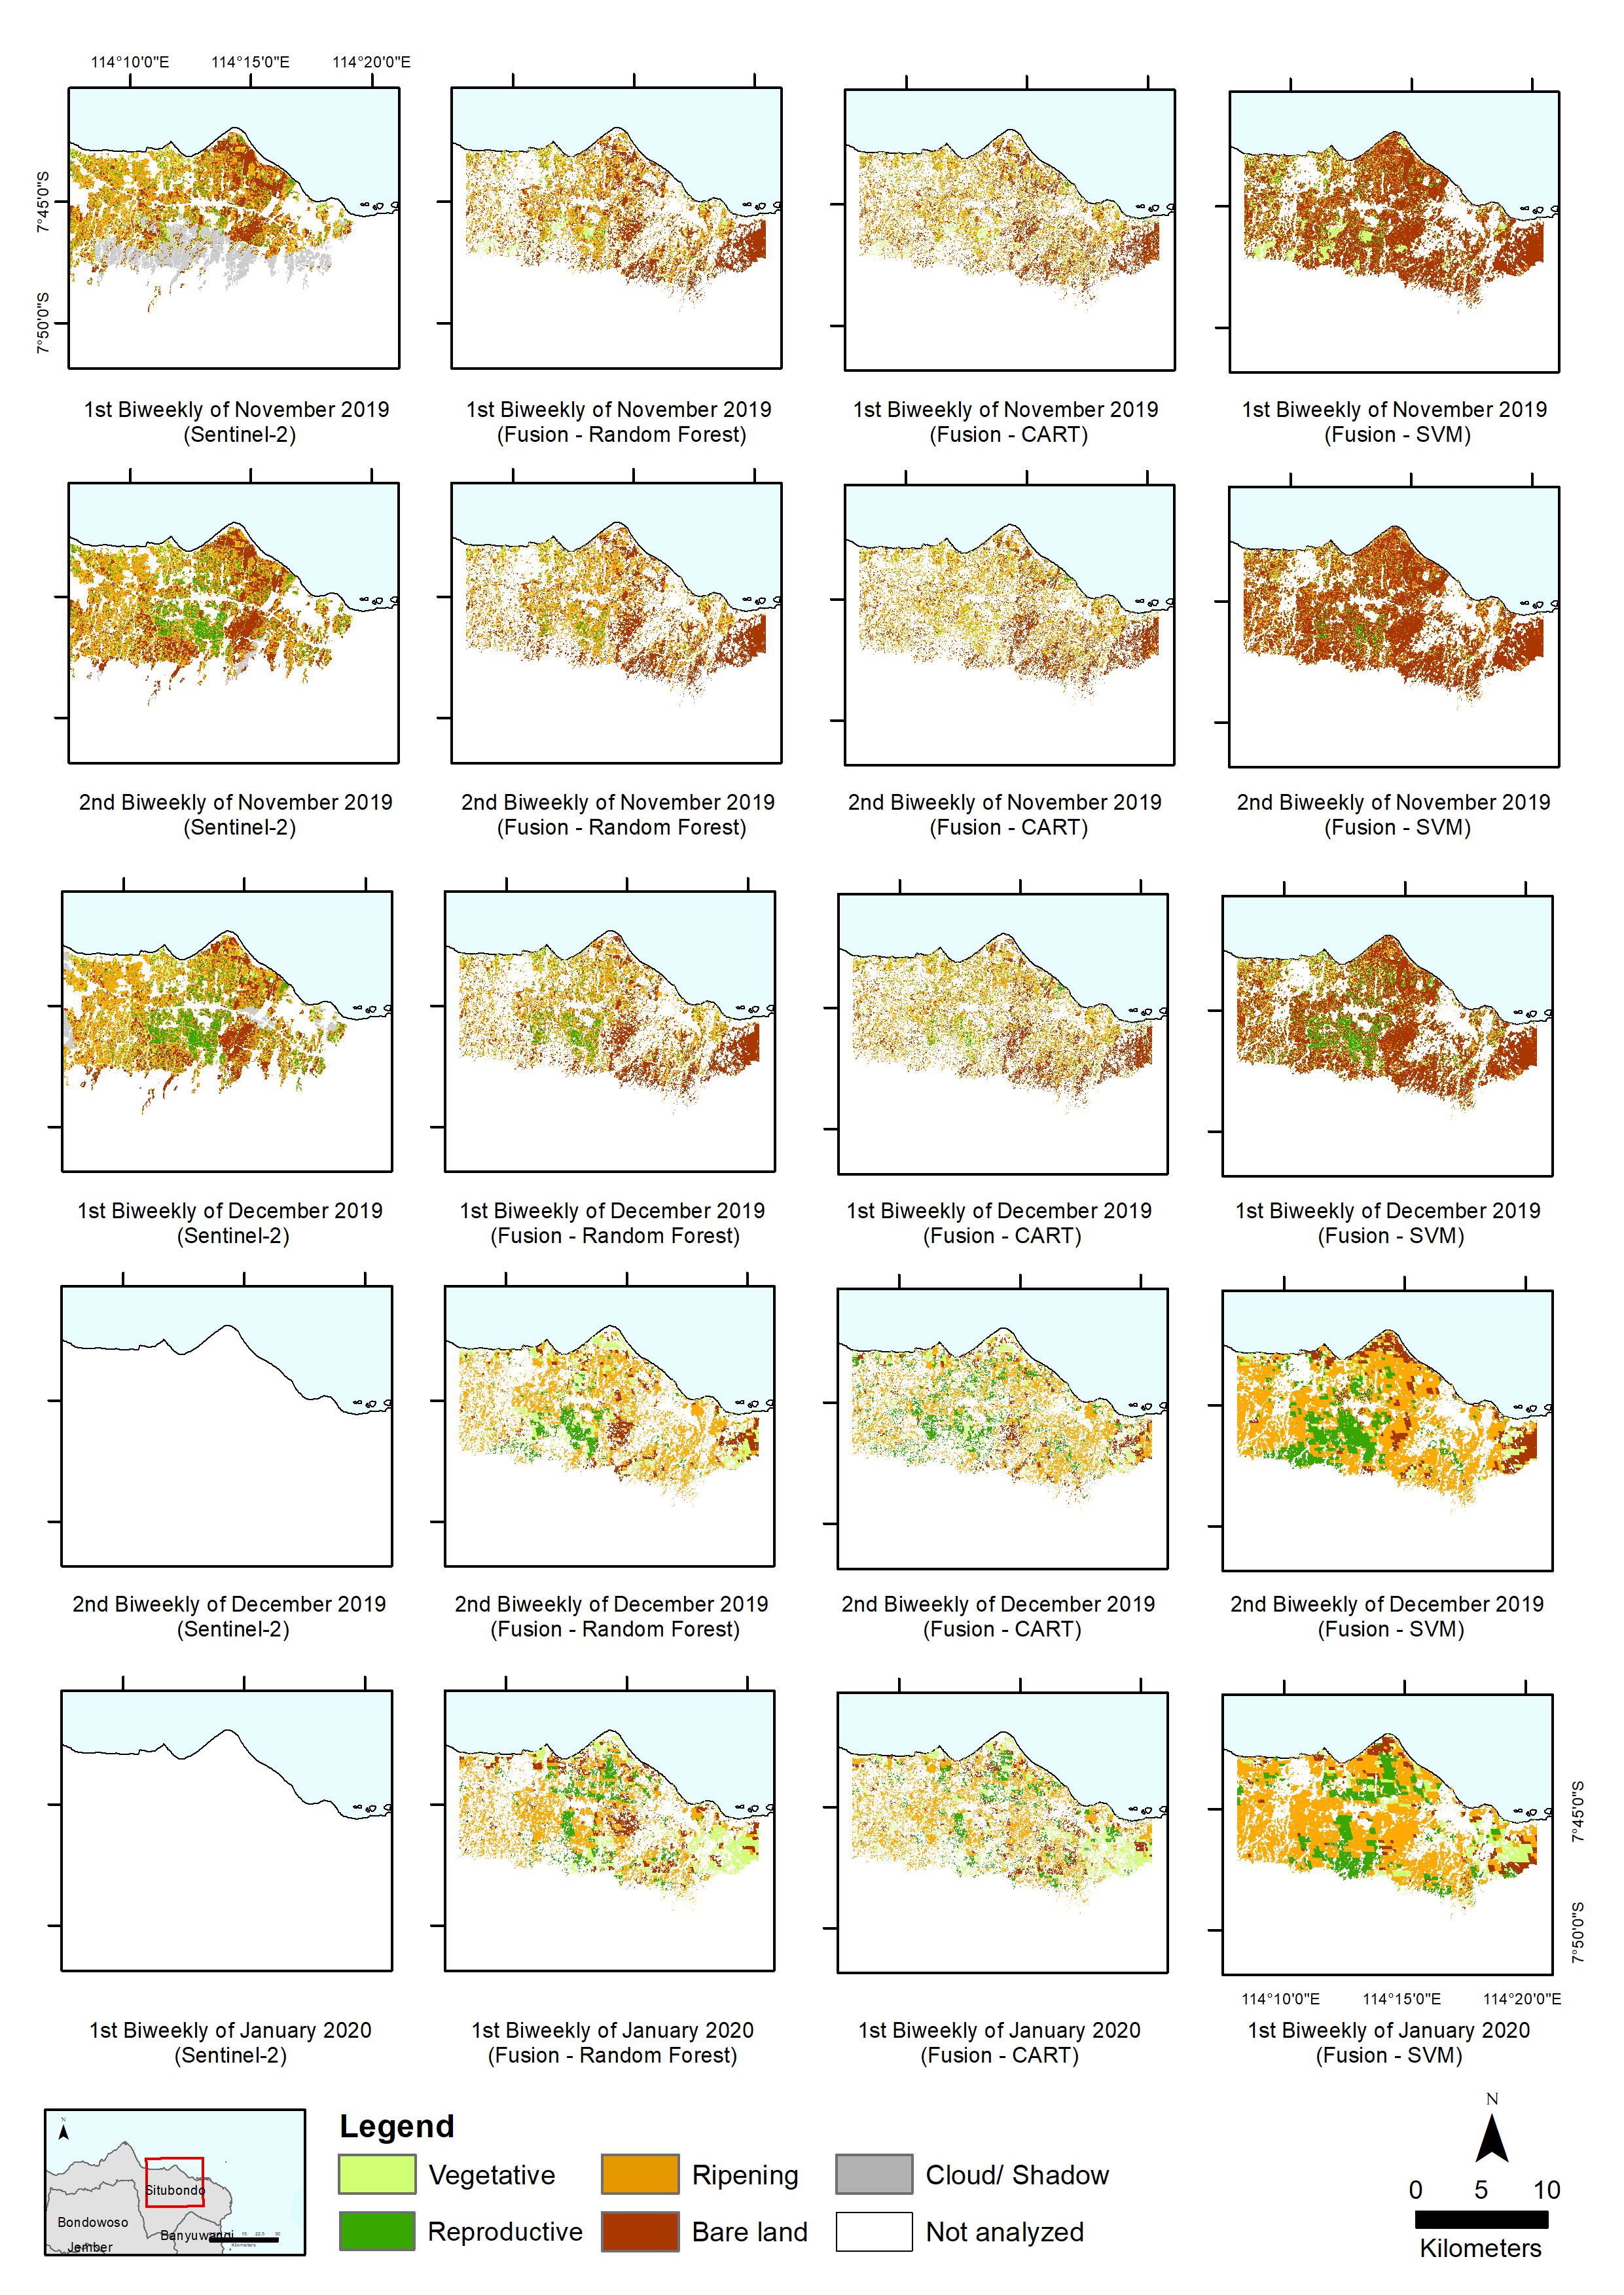 114°10'0"E 114°15'0"E 114°20'0"E
7°45'0"S
7°50'0"S
1st Biweekly of November 2019
(Sentinel-2)
1st Biweekly of November 2019
(Fusion - Random Forest)
1st Biweekly of November 2019
(Fusion - CART)
1st Biweekly of November 2019
(Fusion - SVM)
2nd Biweekly of November 2019
(Sentinel-2)
2nd Biweekly of November 2019
(Fusion - Random Forest)
2nd Biweekly of November 2019
(Fusion - CART)
2nd Biweekly of November 2019
(Fusion - SVM)
1st Biweekly of December 2019
(Sentinel-2)
1st Biweekly of December 2019
(Fusion - Random Forest)
1st Biweekly of December 2019
(Fusion - CART)
1st Biweekly of December 2019
(Fusion - SVM)
2nd Biweekly of December 2019
(Sentinel-2)
2nd Biweekly of December 2019
(Fusion - Random Forest)
2nd Biweekly of December 2019
(Fusion - CART)
2nd Biweekly of December 2019
(Fusion - SVM)
7°45'0"S
7°50'0"S
114°10'0"E 114°15'0"E 114°20'0"E
1st Biweekly of January 2020
(Sentinel-2)
1st Biweekly of January 2020
(Fusion - Random Forest)
1st Biweekly of January 2020
(Fusion - CART)
1st Biweekly of January 2020
(Fusion - SVM)
N
Situbondo
Bondowoso
Banyuwangi
Jember
15 22.5 30
Kilometers
Legend
Vegetative
Ripening
Cloud/ Shadow
Reproductive
Bare land
Not analyzed
N
0 5 10
Kilometers